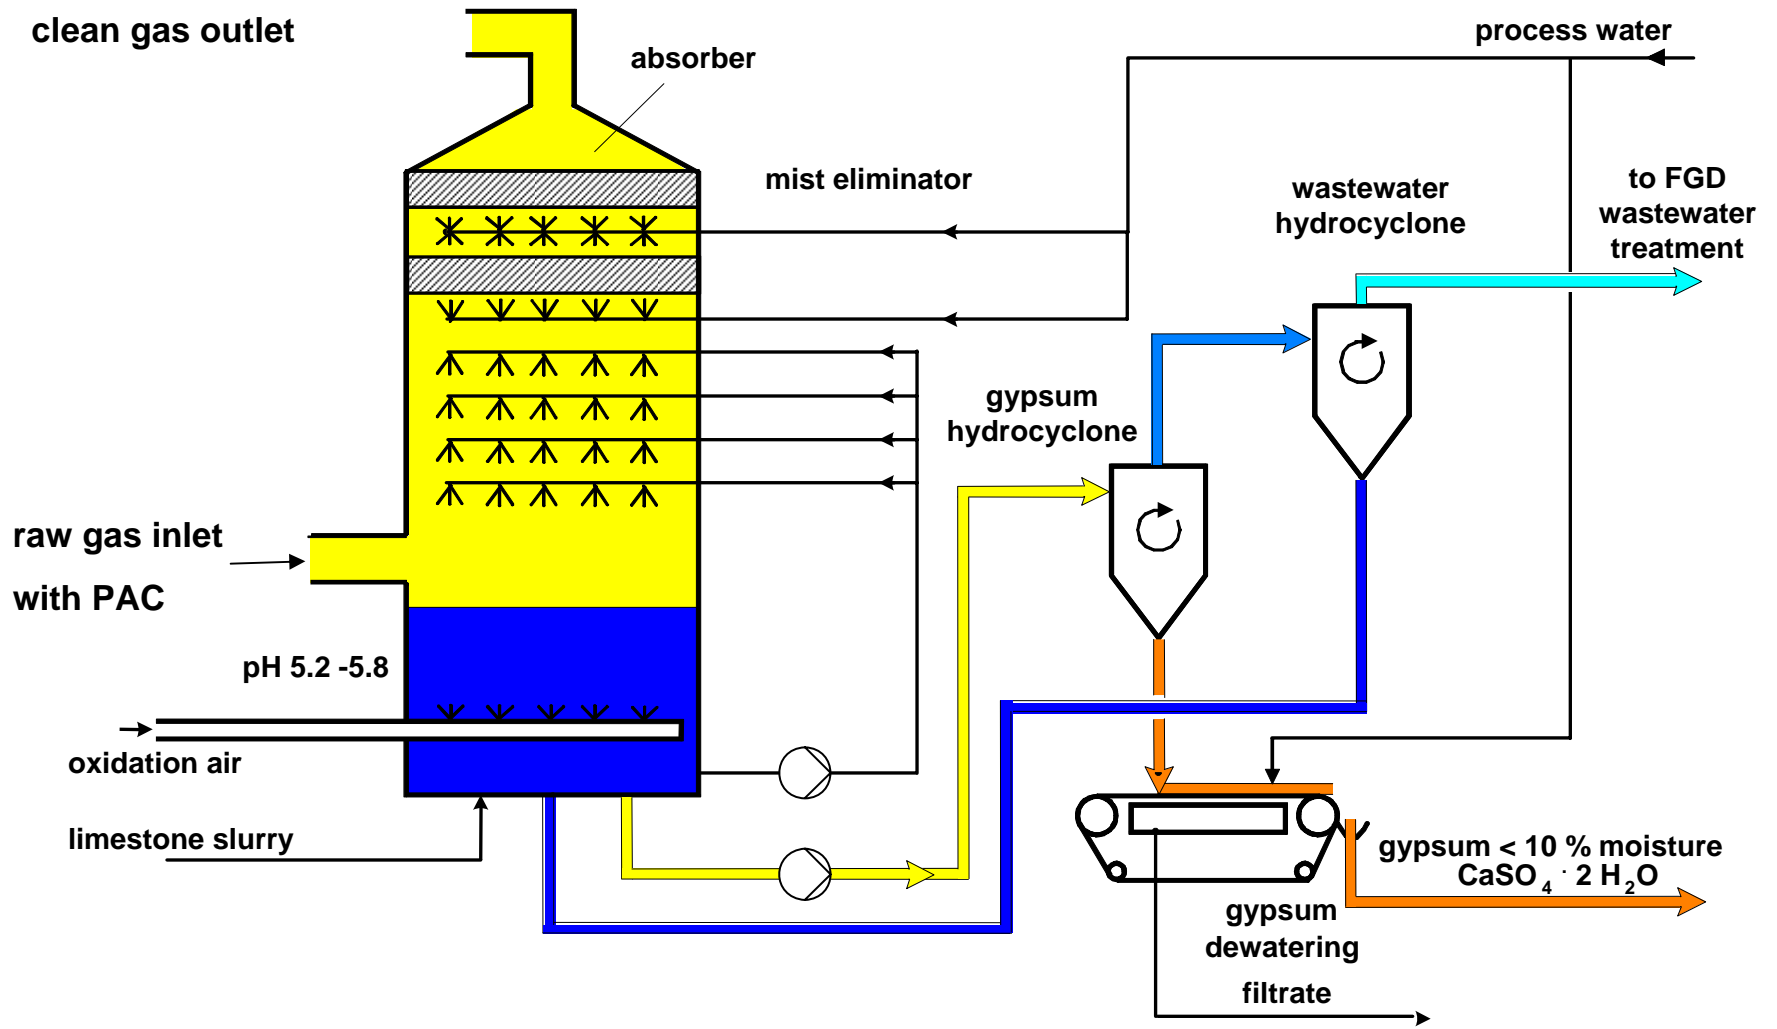 clean gas outlet
absorber
process water
mist eliminator
wastewater
hydrocyclone
to FGD
wastewater
treatment
gypsum
hydrocyclone
raw gas inlet
with PAC
pH 5.2 -5.8
oxidation air
limestone slurry
gypsum < 10 % moisture
CaSO₄ · 2 H₂O
gypsum
dewatering
filtrate